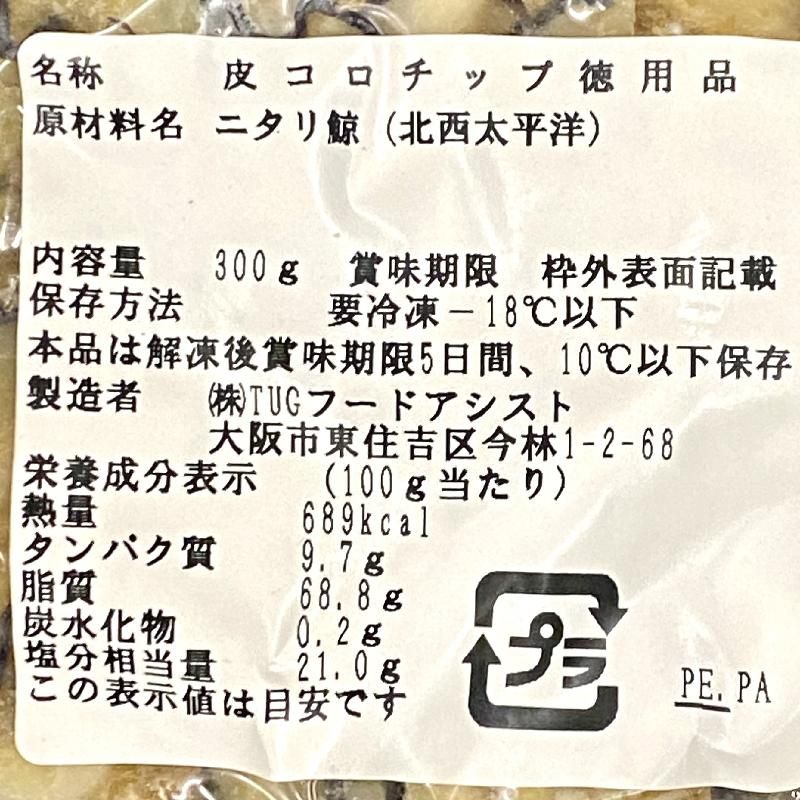 名称 皮コロチップ徳用品
原材料名 ニタリ鯨（北西太平洋）
内容量 300g 賞味期限 枠外表面記載
保存方法 要冷凍－18℃以下
本品は解凍後賞味期限5日間、10℃以下保存
製造者 ㈱TUGフードアシスト
大阪市東住吉区今林1-2-68
栄養成分表示 （100g当たり）
熱量 689kcal
タンパク質 9.7g
脂質 68.8g
炭水化物 0.2g
塩分相当量 21.0g
この表示値は目安です
プラ
PE.PA